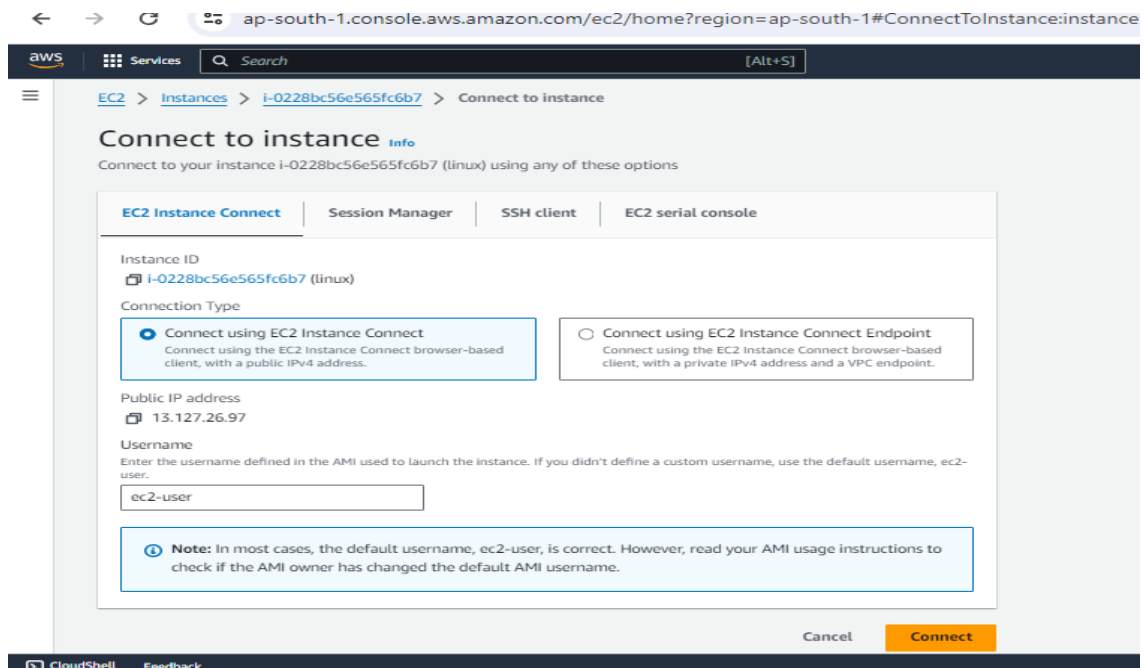 ap-south-1.console.aws.amazon.com/ec2/home?region=ap-south-1#ConnectToInstance:instance
aws Services Search [Alt+S]
EC2 > Instances > i-0228bc56e565fc6b7 > Connect to instance
Connect to instance Info
Connect to your instance i-0228bc56e565fc6b7 (linux) using any of these options
EC2 Instance Connect Session Manager SSH client EC2 serial console
Instance ID
i-0228bc56e565fc6b7 (linux)
Connection Type
Connect using EC2 Instance Connect
Connect using the EC2 Instance Connect browser-based
client, with a public IPv4 address.
Connect using EC2 Instance Connect Endpoint
Connect using the EC2 Instance Connect browser-based
client, with a private IPv4 address and a VPC endpoint.
Public IP address
13.127.26.97
Username
Enter the username defined in the AMI used to launch the instance. If you didn't define a custom username, use the default username, ec2-
user.
ec2-user
Note: In most cases, the default username, ec2-user, is correct. However, read your AMI usage instructions to
check if the AMI owner has changed the default AMI username.
Cancel Connect
CloudShell Feedback